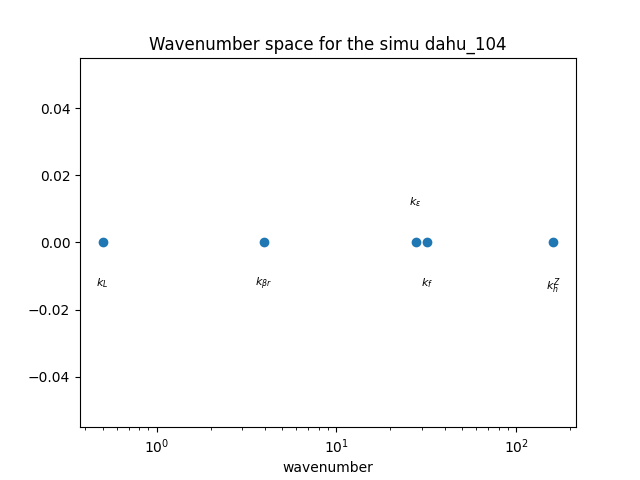 Wavenumber space for the simu dahu_104
0.04
0.02
0.00
−0.02
−0.04
k_ε
k_L
k_βr
k_f
k_h^Z
10^0
10^1
10^2
wavenumber